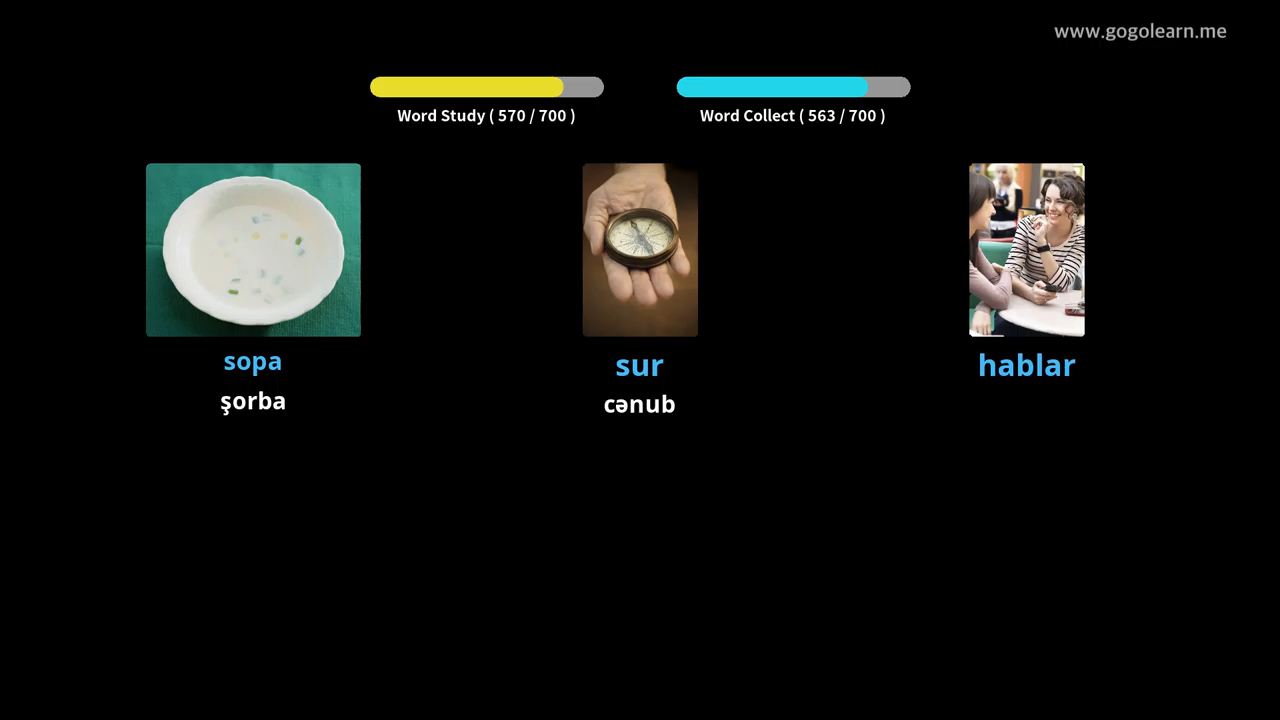 www.gogolearn.me
Word Study ( 570 / 700 )
Word Collect ( 563 / 700 )
sopa
şorba
sur
cənub
hablar